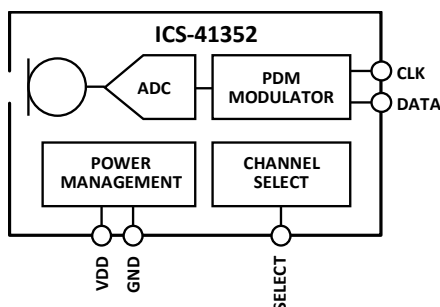 ICS-41352
ADC
PDM
MODULATOR
CLK
DATA
POWER
MANAGEMENT
CHANNEL
SELECT
VDD
GND
SELECT